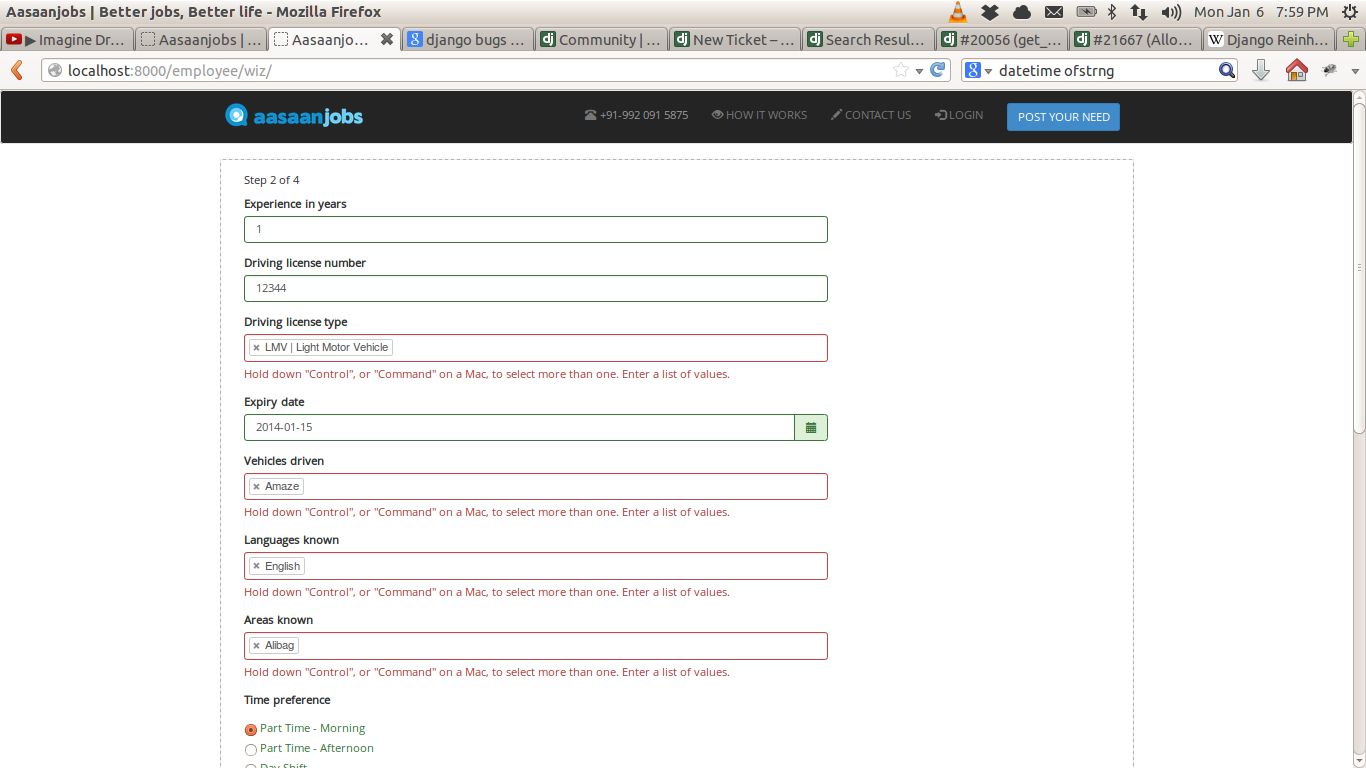 Aasaanjobs | Better jobs, Better life - Mozilla Firefox
Mon Jan 6 7:59 PM
▶ Imagine Dr... Aasaanjobs | ... Aasaanjo... django bugs ... Community | ... New Ticket – ... Search Resul... #20056 (get_... #21667 (Allo... Django Reinh...
localhost:8000/employee/wiz/
datetime ofstrng
aasaanjobs
+91-992 091 5875 HOW IT WORKS CONTACT US LOGIN POST YOUR NEED
Step 2 of 4
Experience in years
1
Driving license number
12344
Driving license type
× LMV | Light Motor Vehicle
Hold down "Control", or "Command" on a Mac, to select more than one. Enter a list of values.
Expiry date
2014-01-15
Vehicles driven
× Amaze
Hold down "Control", or "Command" on a Mac, to select more than one. Enter a list of values.
Languages known
× English
Hold down "Control", or "Command" on a Mac, to select more than one. Enter a list of values.
Areas known
× Alibag
Hold down "Control", or "Command" on a Mac, to select more than one. Enter a list of values.
Time preference
Part Time - Morning
Part Time - Afternoon
Day Shift